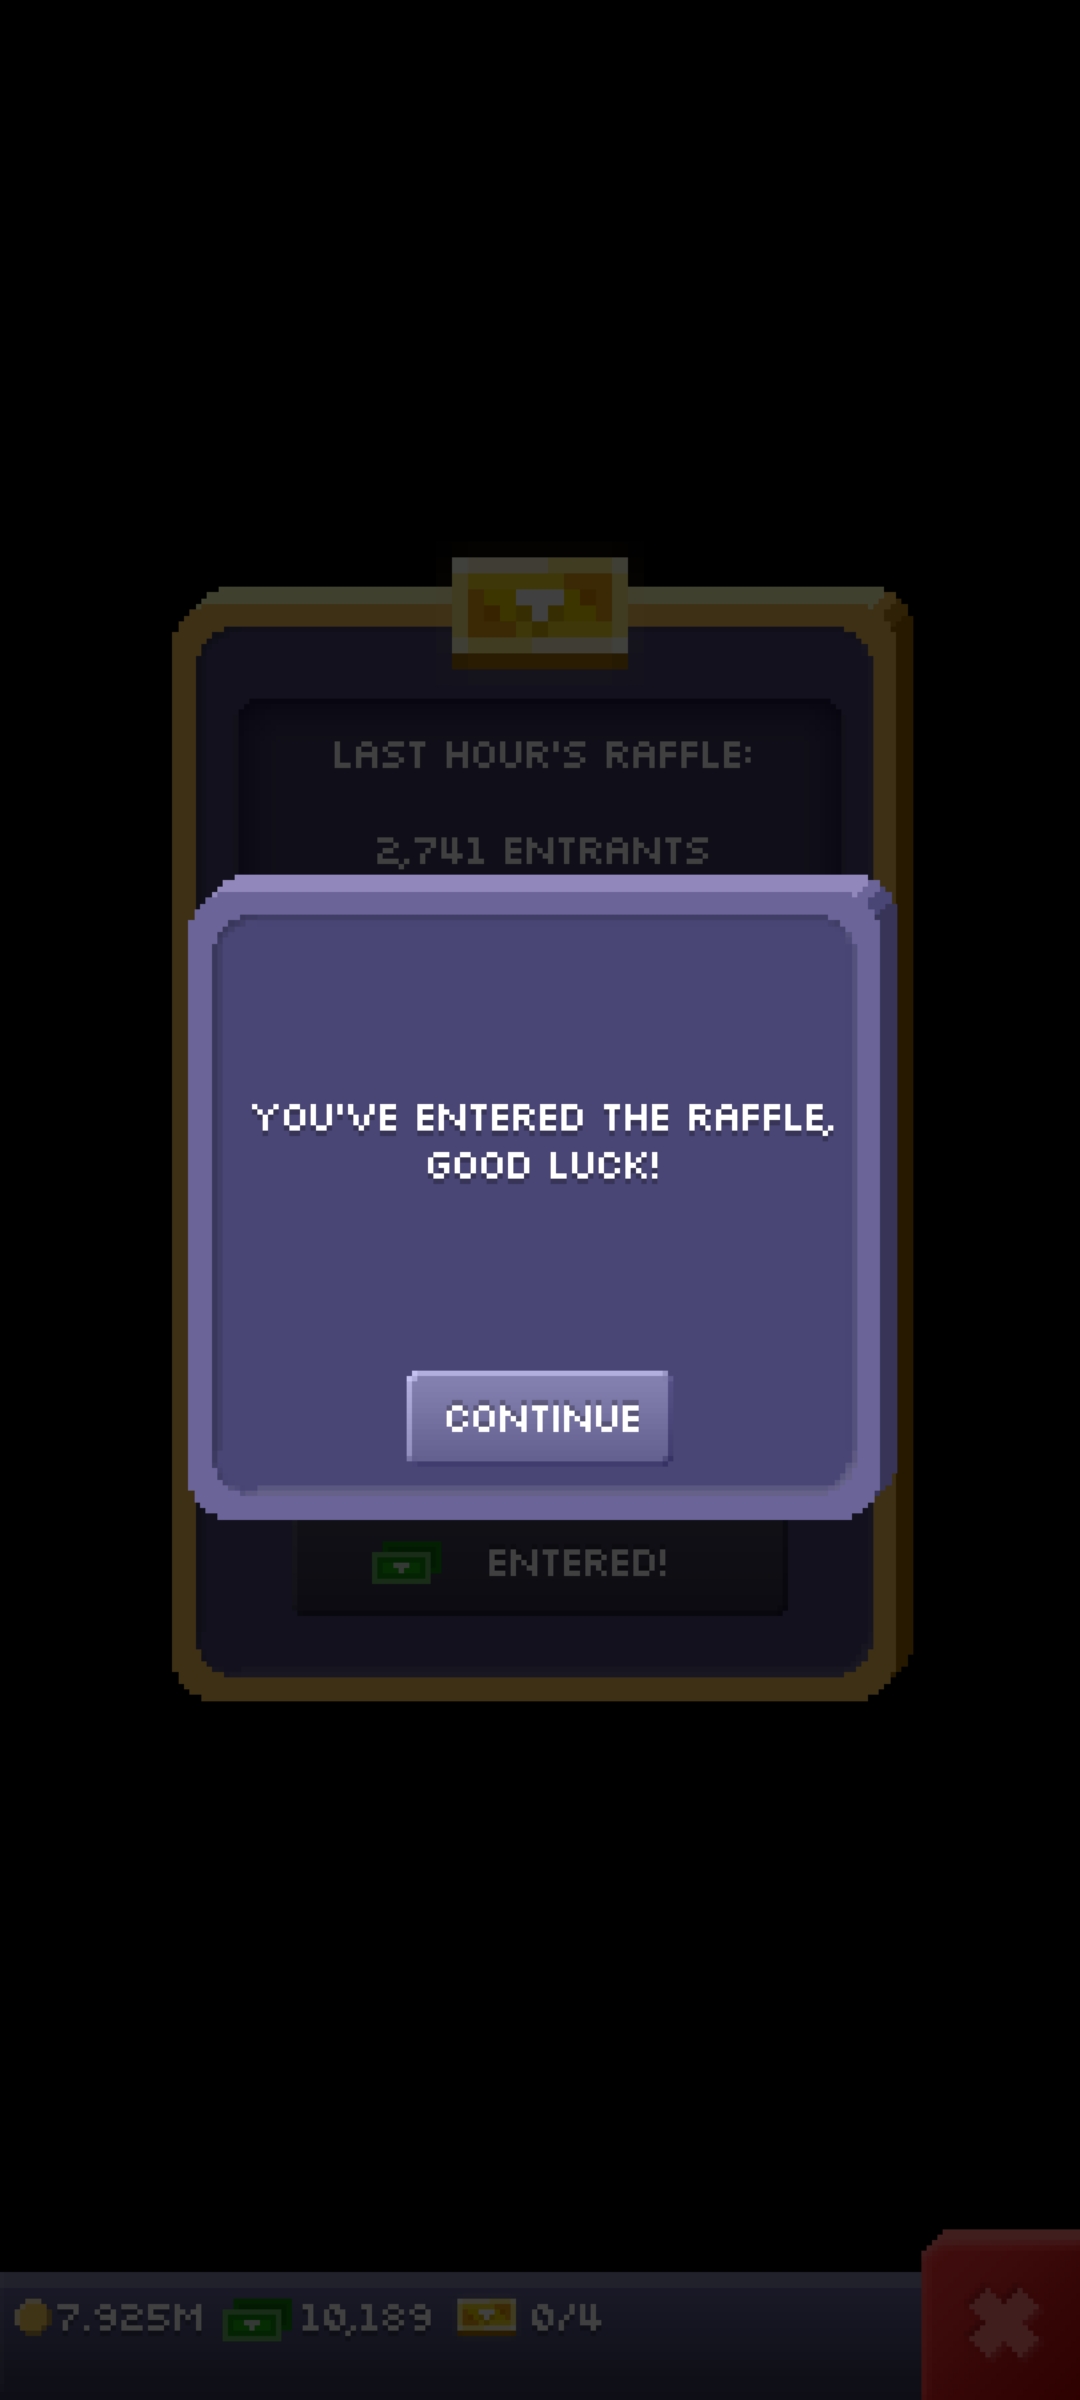 LAST HOUR'S RAFFLE:
2,741 ENTRANTS
YOU'VE ENTERED THE RAFFLE,
GOOD LUCK!
CONTINUE
ENTERED!
7.925M 10,189 0/4